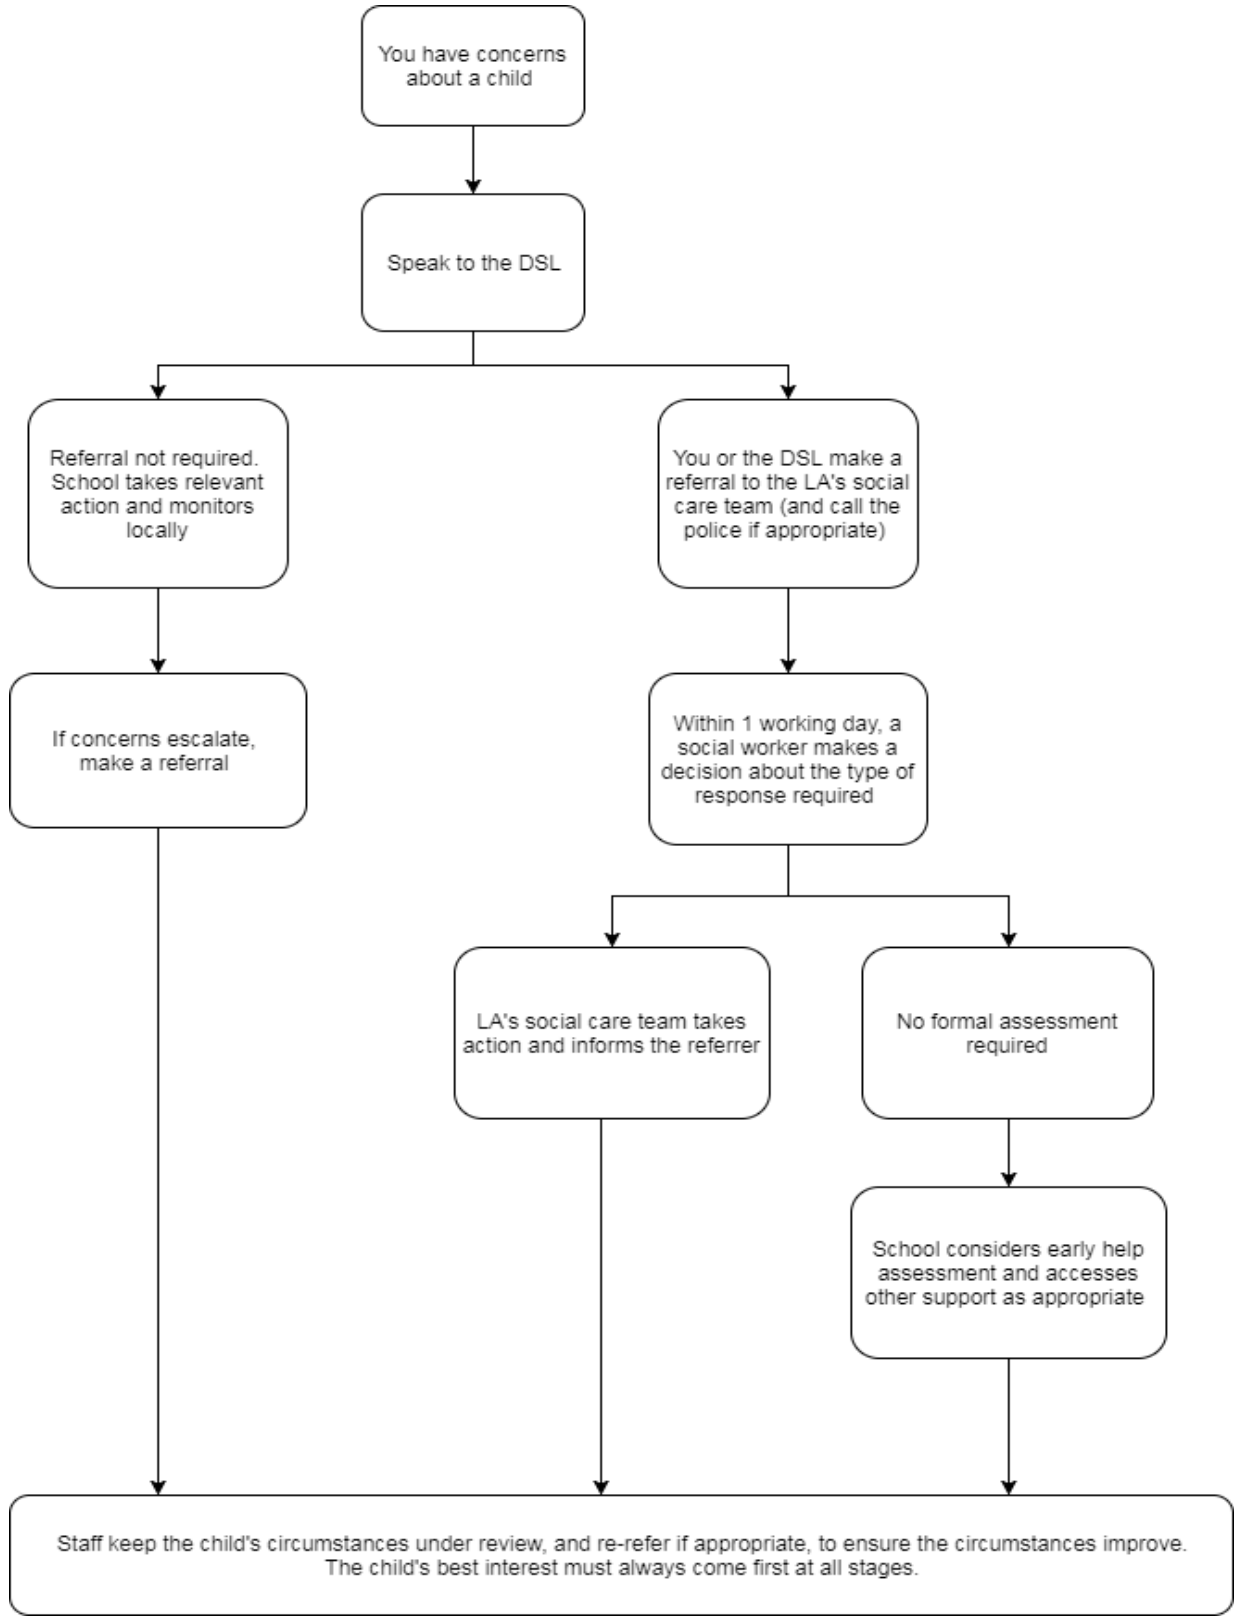 You have concerns
about a child
Speak to the DSL
Referral not required.
School takes relevant
action and monitors
locally
You or the DSL make a
referral to the LA's social
care team (and call the
police if appropriate)
If concerns escalate,
make a referral
Within 1 working day, a
social worker makes a
decision about the type of
response required
LA's social care team takes
action and informs the referrer
No formal assessment
required
School considers early help
assessment and accesses
other support as appropriate
Staff keep the child's circumstances under review, and re-refer if appropriate, to ensure the circumstances improve.
The child's best interest must always come first at all stages.